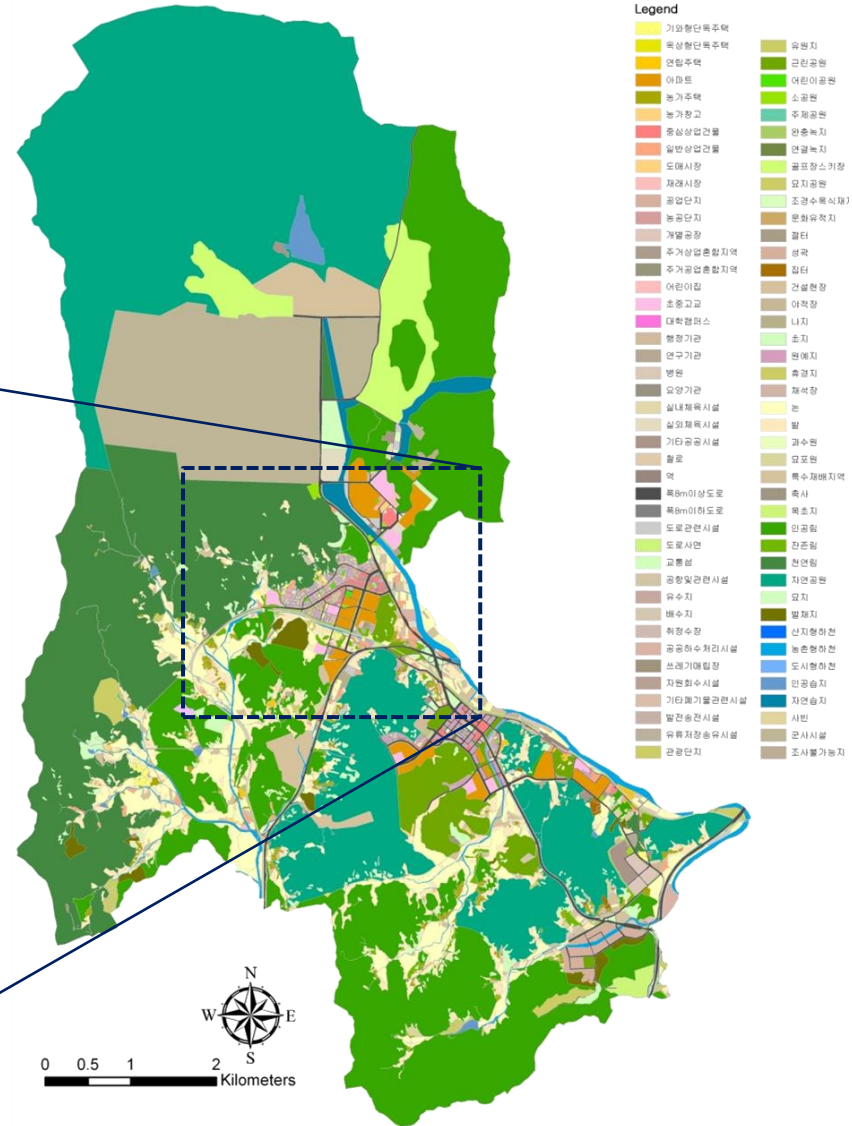 Legend
기와형단독주택
옥상형단독주택
연립주택
아파트
농가주택
농가창고
중심상업건물
일반상업건물
도매시장
재래시장
공업단지
농공단지
개별공장
주거상업혼합지역
주거공업혼합지역
어린이집
초중고교
대학캠퍼스
행정기관
연구기관
병원
요양기관
실내체육시설
실외체육시설
기타공공시설
철로
역
폭8m이상도로
폭8m이하도로
도로관련시설
도로사면
교통섬
공항및관련시설
유수지
배수지
취정수장
공공하수처리시설
쓰레기매립장
자원회수시설
기타폐기물관련시설
발전송전시설
유류저장송유시설
관광단지
유원지
근린공원
어린이공원
소공원
주제공원
완충녹지
연결녹지
골프장스키장
묘지공원
조경수목식재지
문화유적지
절터
성곽
집터
건설현장
야적장
나지
초지
원예지
휴경지
채석장
논
밭
과수원
묘포원
특수재배지역
축사
목초지
인공림
잔존림
천연림
자연공원
묘지
벌채지
산지형하천
농촌형하천
도시형하천
인공습지
자연습지
사빈
군사시설
조사불가능지
N
W E
S
0 0.5 1 2
Kilometers